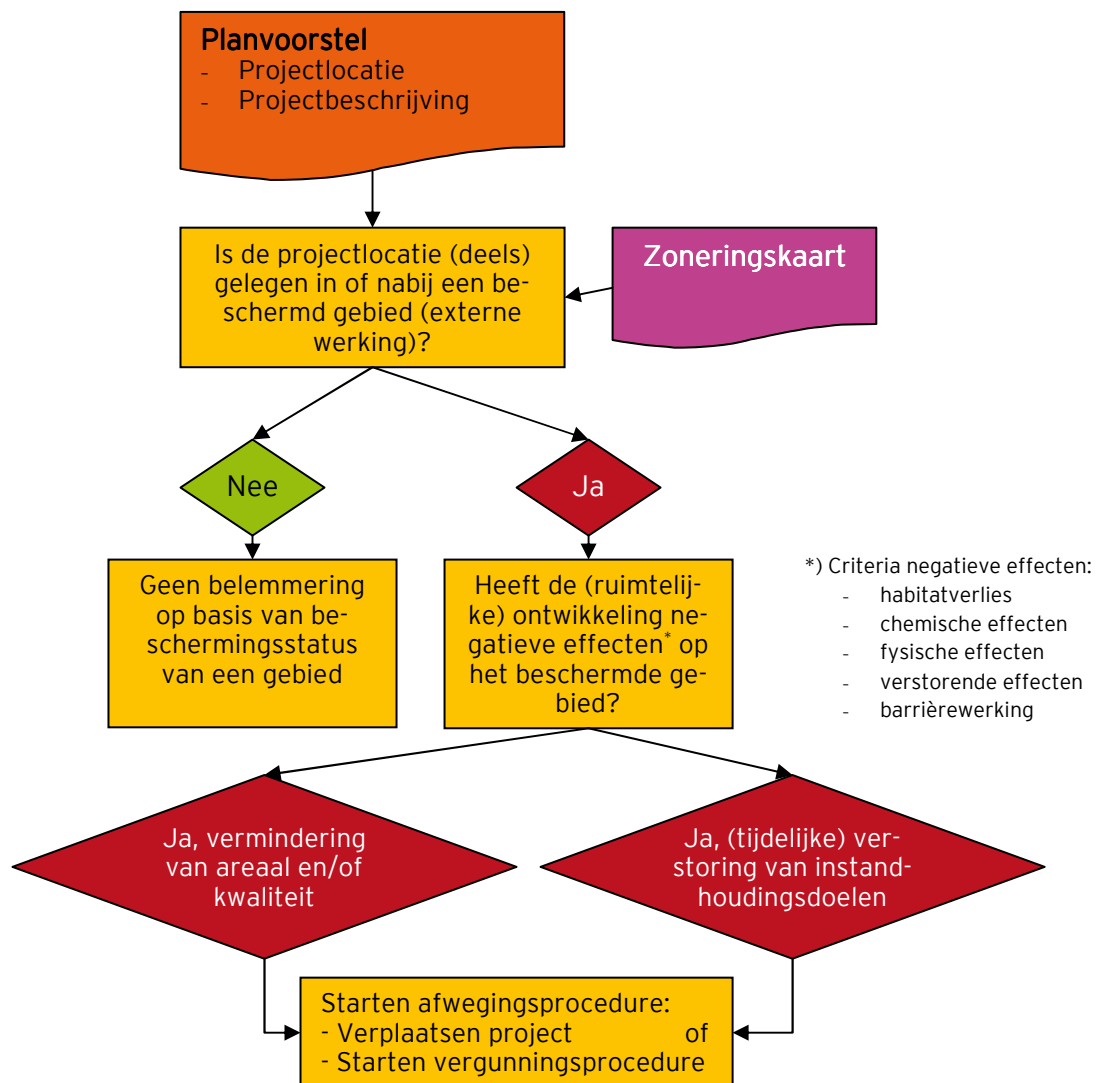 Planvoorstel
- Projectlocatie
- Projectbeschrijving
Is de projectlocatie (deels)
gelegen in of nabij een be-
schermd gebied (externe
werking)?
Zoneringskaart
Nee
Ja
Geen belemmering
op basis van be-
schermingsstatus
van een gebied
Heeft de (ruimtelij-
ke) ontwikkeling ne-
gatieve effecten* op
het beschermde ge-
bied?
*) Criteria negatieve effecten:
- habitatverlies
- chemische effecten
- fysische effecten
- verstorende effecten
- barrièrewerking
Ja, vermindering
van areaal en/of
kwaliteit
Ja, (tijdelijke) ver-
storing van instand-
houdingsdoelen
Starten afwegingsprocedure:
- Verplaatsen project of
- Starten vergunningsprocedure